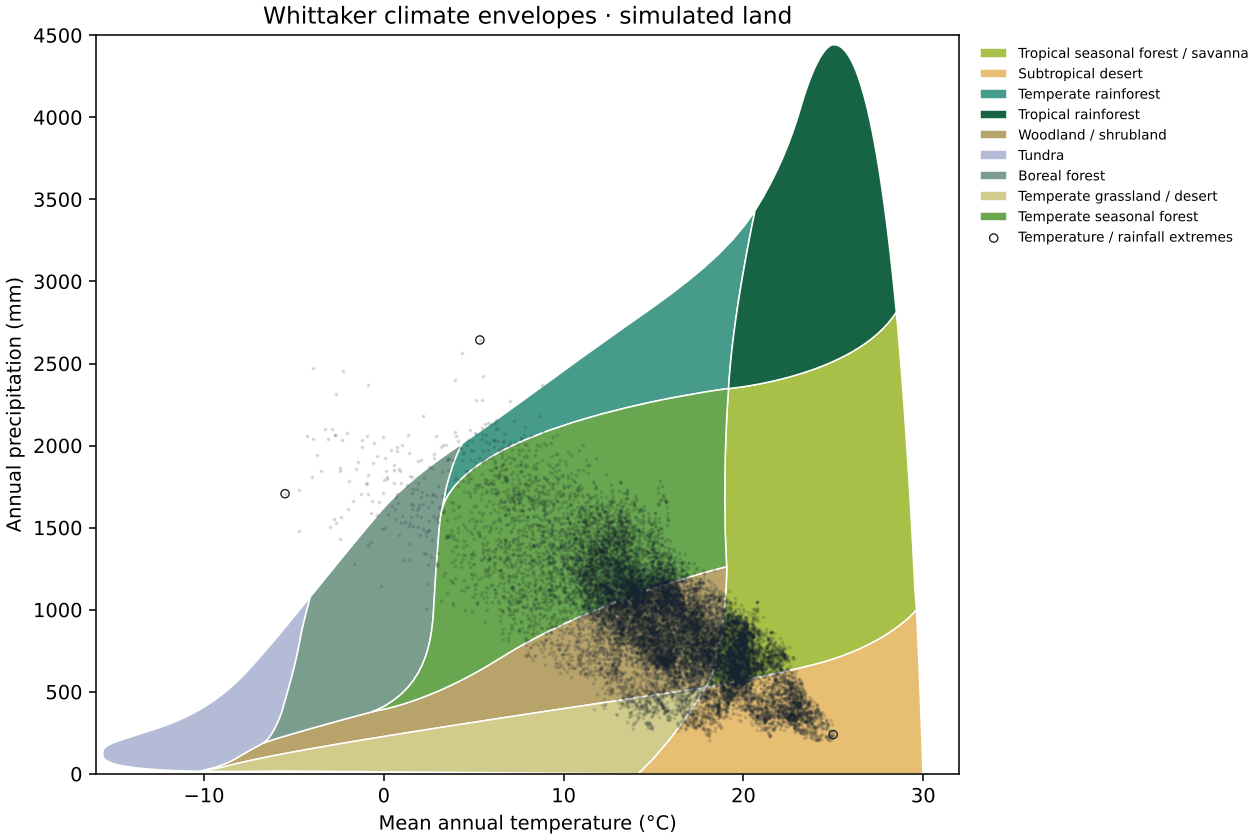 Whittaker climate envelopes · simulated land
4500
4000
3500
3000
2500
2000
1500
1000
500
0
Annual precipitation (mm)
−10
0
10
20
30
Mean annual temperature (°C)
Tropical seasonal forest / savanna
Subtropical desert
Temperate rainforest
Tropical rainforest
Woodland / shrubland
Tundra
Boreal forest
Temperate grassland / desert
Temperate seasonal forest
Temperature / rainfall extremes